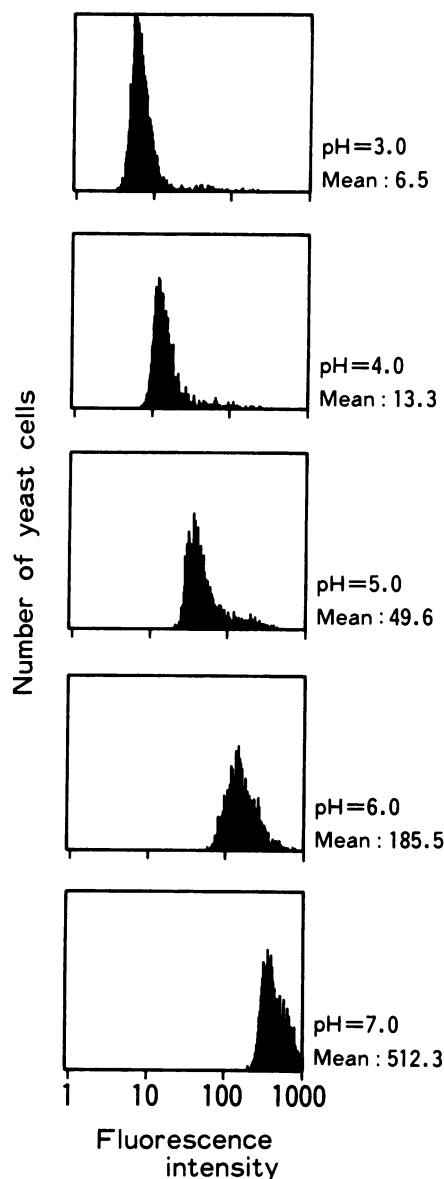 pH=3.0
Mean : 6.5
pH=4.0
Mean : 13.3
Number of yeast cells
pH=5.0
Mean : 49.6
pH=6.0
Mean : 185.5
pH=7.0
Mean : 512.3
1 10 100 1000
Fluorescence
intensity